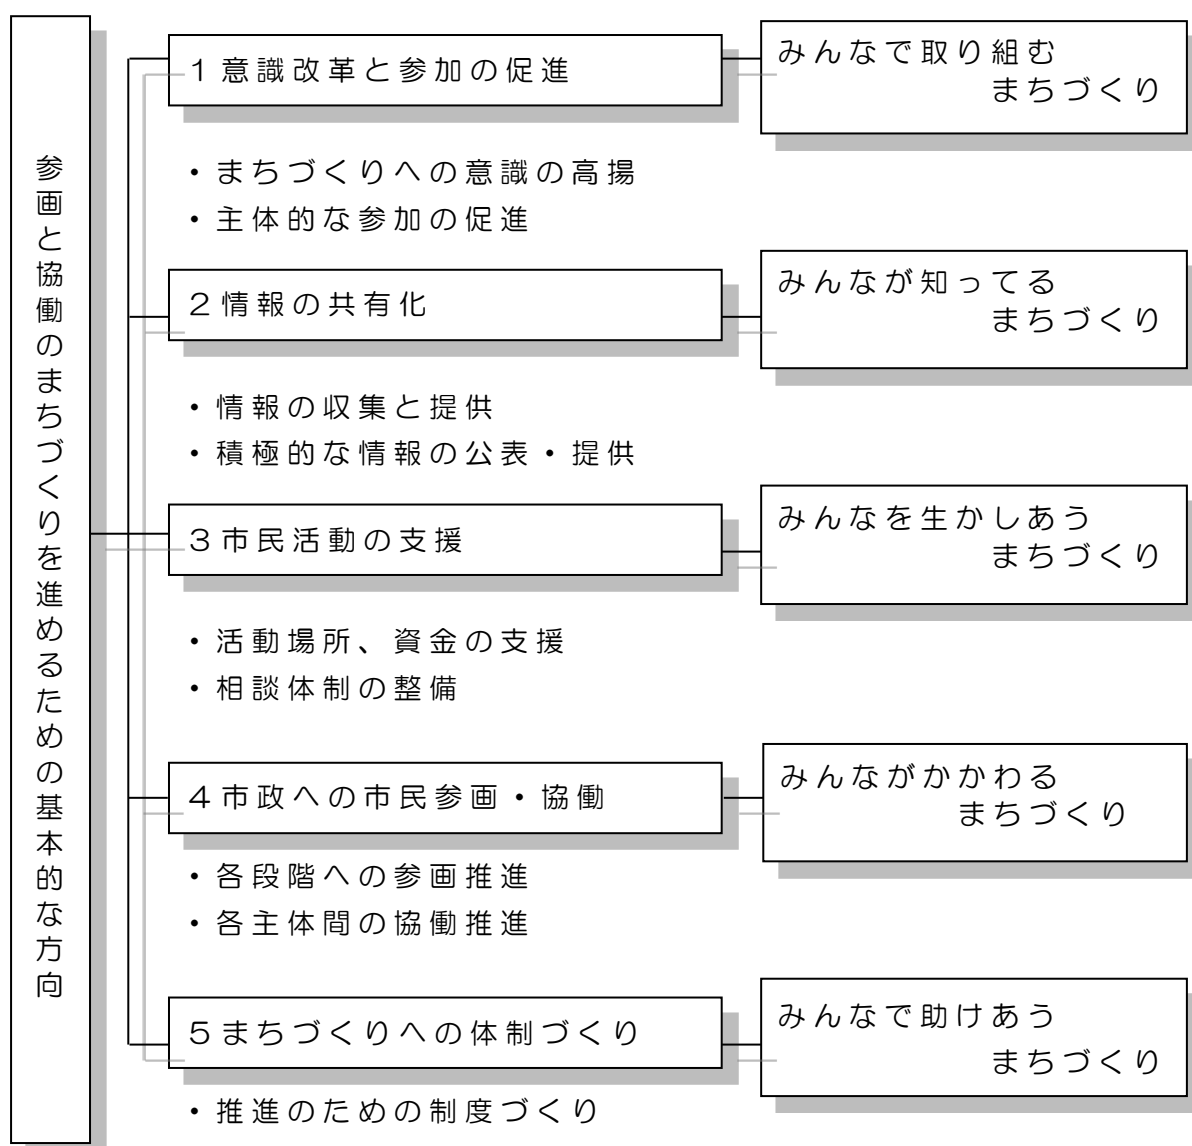 参画と協働のまちづくりを進めるための基本的な方向
１意識改革と参加の促進
みんなで取り組む
まちづくり
・まちづくりへの意識の高揚
・主体的な参加の促進
２情報の共有化
みんなが知ってる
まちづくり
・情報の収集と提供
・積極的な情報の公表・提供
３市民活動の支援
みんなを生かしあう
まちづくり
・活動場所、資金の支援
・相談体制の整備
４市政への市民参画・協働
みんながかかわる
まちづくり
・各段階への参画推進
・各主体間の協働推進
５まちづくりへの体制づくり
みんなで助けあう
まちづくり
・推進のための制度づくり